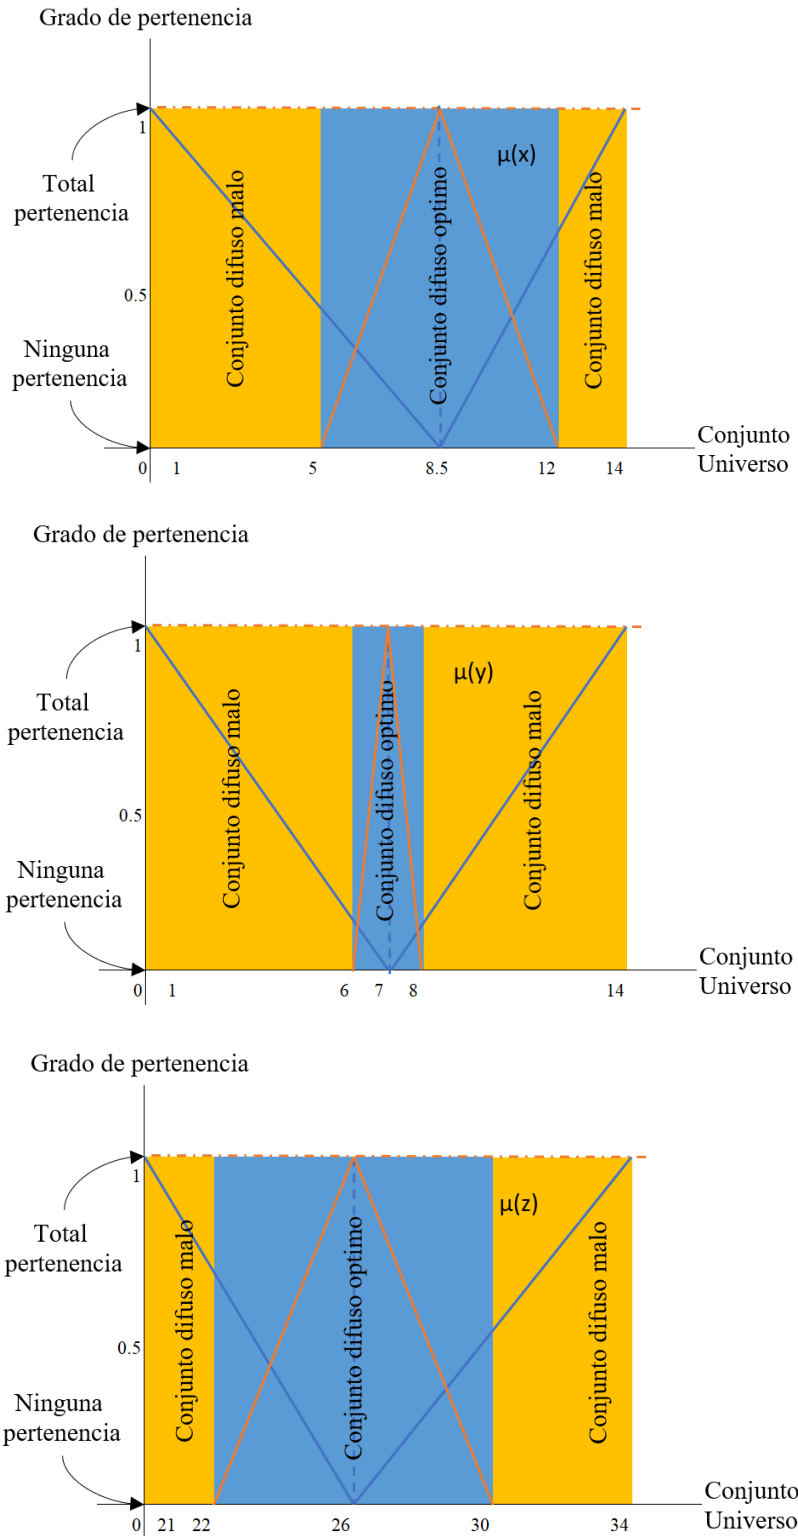 Grado de pertenencia
1
μ(x)
Total
pertenencia
Conjunto difuso malo
Conjunto difuso optimo
Conjunto difuso malo
0.5
Ninguna
pertenencia
Conjunto
Universo
0 1 5 8.5 12 14
Grado de pertenencia
1
μ(y)
Total
pertenencia
Conjunto difuso malo
Conjunto difuso optimo
Conjunto difuso malo
0.5
Ninguna
pertenencia
Conjunto
Universo
0 1 6 7 8 14
Grado de pertenencia
1
μ(z)
Total
pertenencia
Conjunto difuso malo
Conjunto difuso optimo
Conjunto difuso malo
0.5
Ninguna
pertenencia
Conjunto
Universo
0 21 22 26 30 34